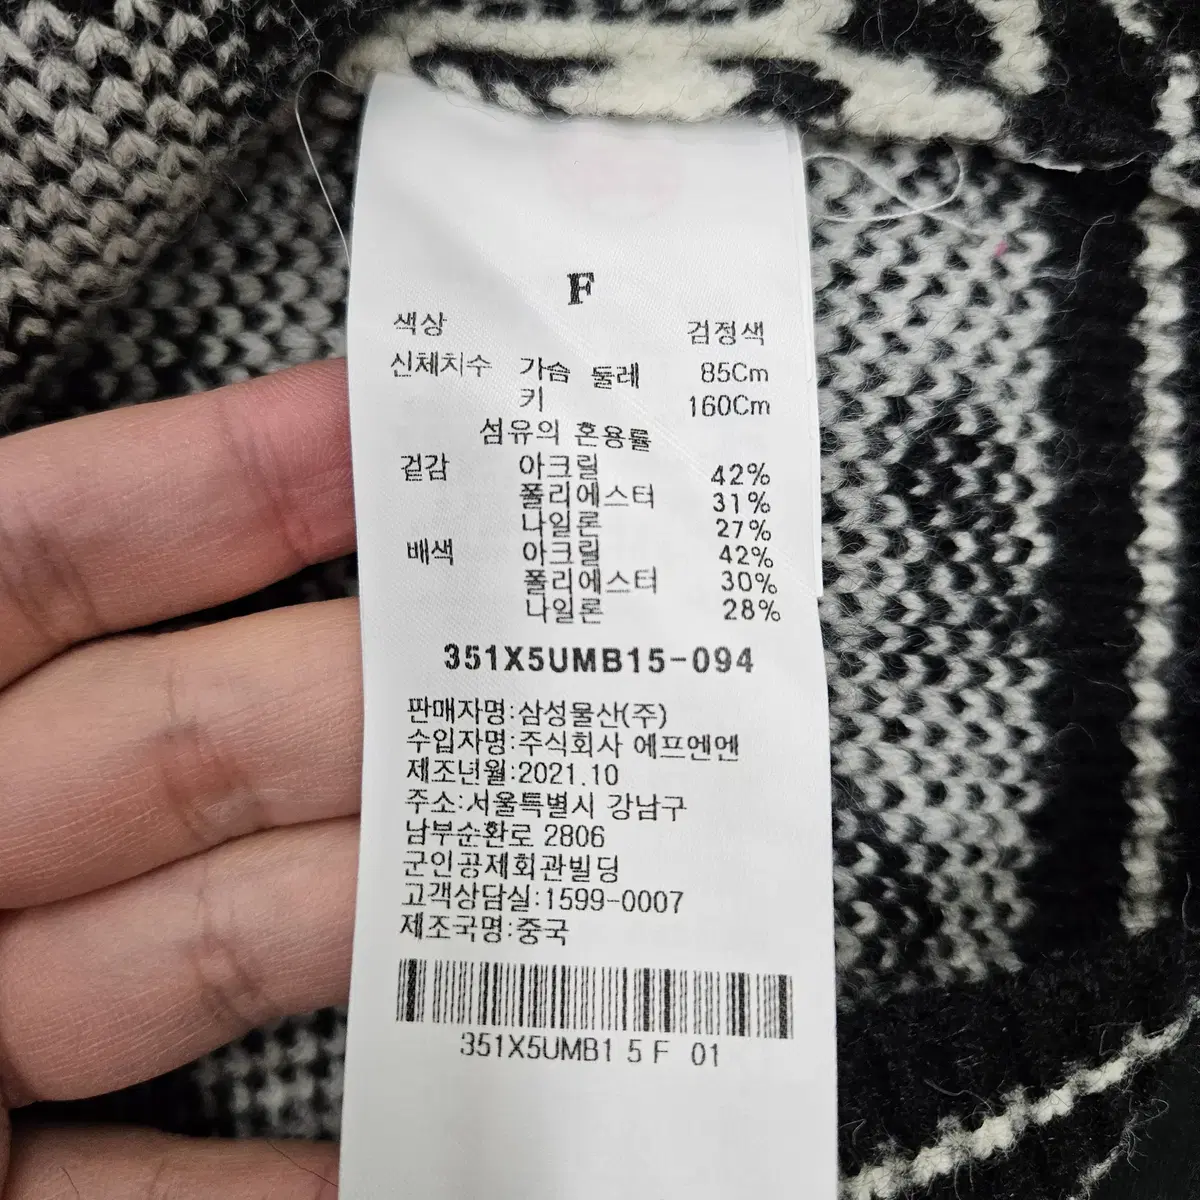 F
색상 검정색
신체치수 가슴 둘레 85Cm
키 160Cm
섬유의 혼용률
겉감 아크릴 42%
폴리에스터 31%
나일론 27%
배색 아크릴 42%
폴리에스터 30%
나일론 28%
351X5UMB15-094
판매자명:삼성물산(주)
수입자명:주식회사 에프엔엔
제조년월:2021.10
주소:서울특별시 강남구
남부순환로 2806
군인공제회관빌딩
고객상담실:1599-0007
제조국명:중국
351X5UMB1 5 F 01